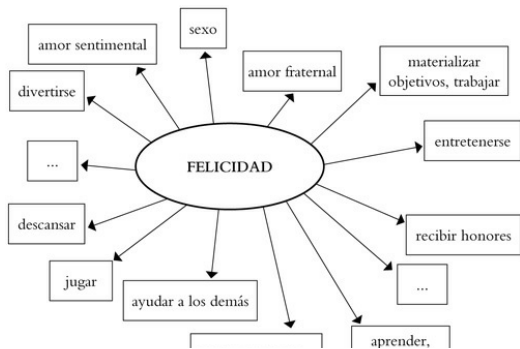 sexo
amor sentimental
amor fraternal
materializar
objetivos, trabajar
divertirse
entretenerse
...
FELICIDAD
descansar
recibir honores
jugar
...
ayudar a los demás
aprender,